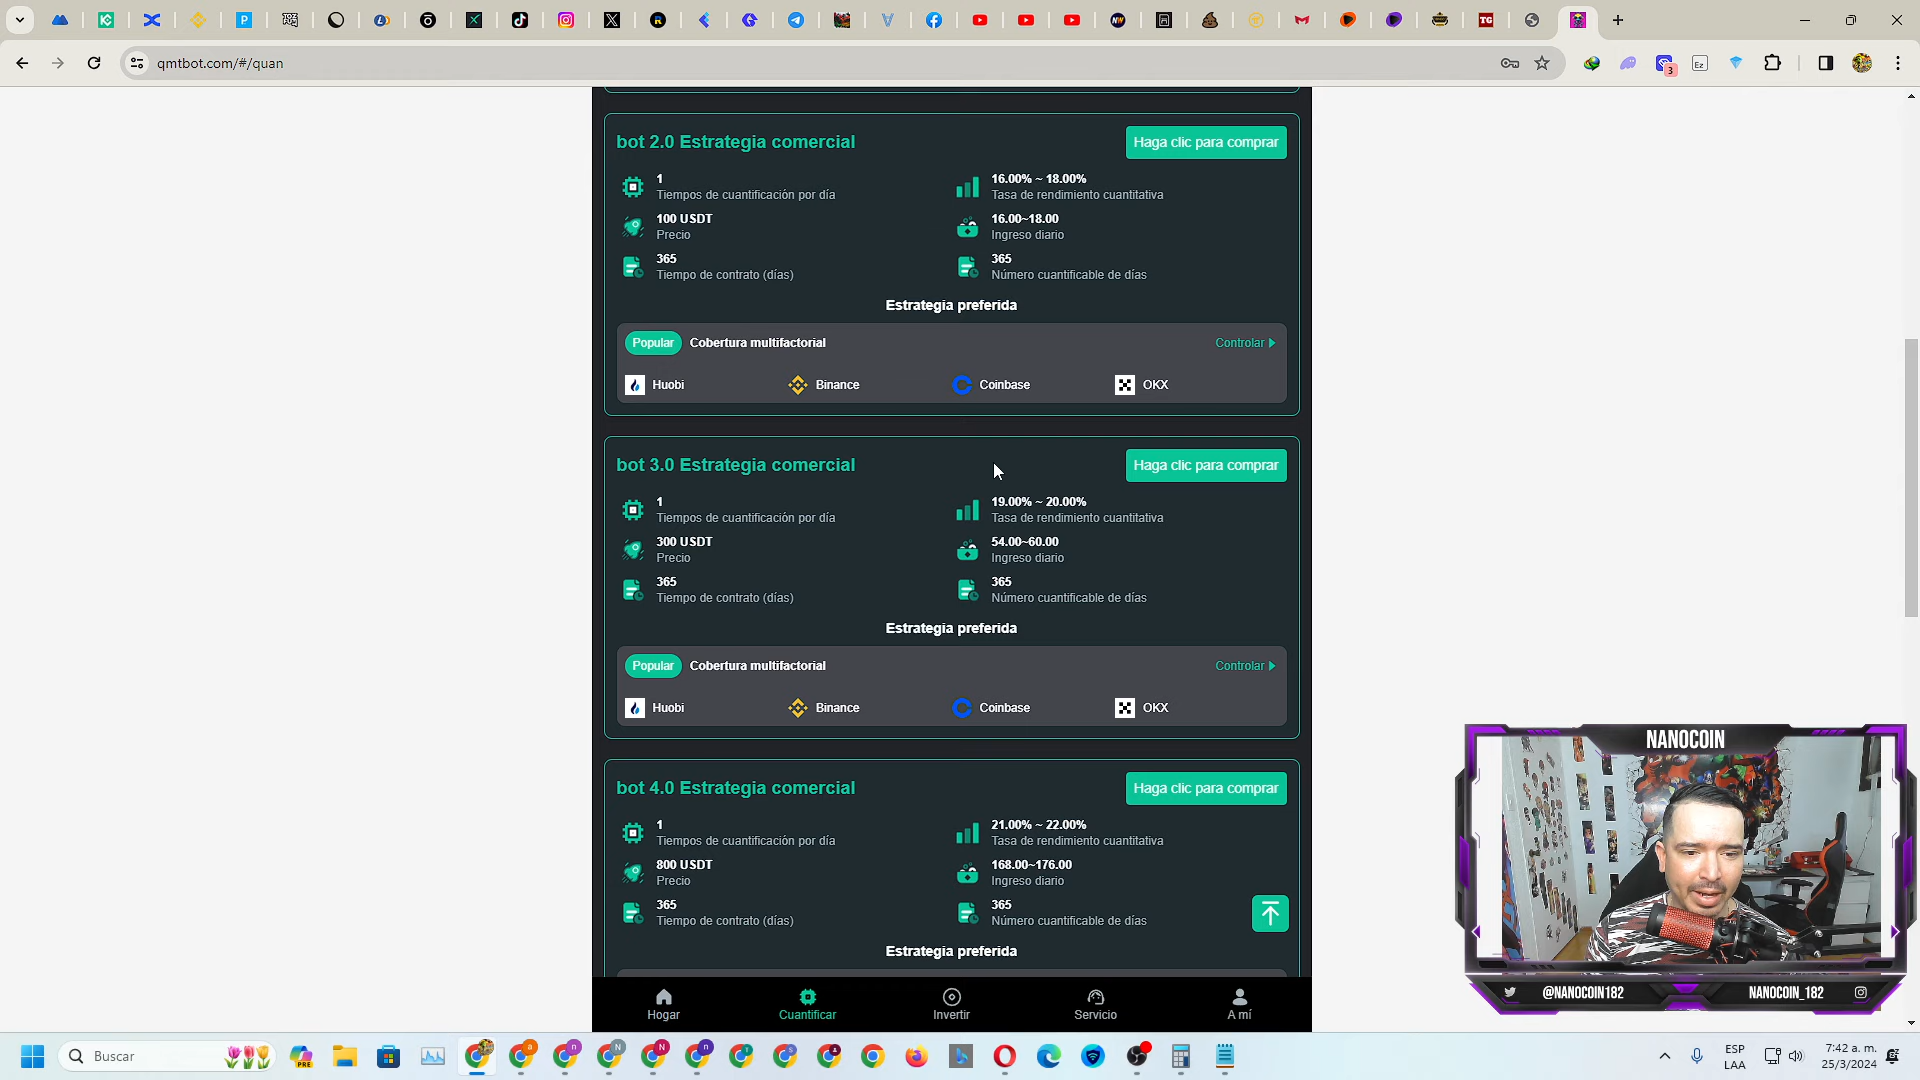 qmtbot.com/#/quan
3
Ez
TG
NW
bot 2.0 Estrategia comercial
Haga clic para comprar
1
Tiempos de cuantificación por día
16.00% ~ 18.00%
Tasa de rendimiento cuantitativa
100 USDT
Precio
16.00~18.00
Ingreso diario
365
Tiempo de contrato (días)
365
Número cuantificable de días
Estrategia preferida
Popular
Cobertura multifactorial
Controlar
Huobi
Binance
Coinbase
OKX
bot 3.0 Estrategia comercial
Haga clic para comprar
1
Tiempos de cuantificación por día
19.00% ~ 20.00%
Tasa de rendimiento cuantitativa
300 USDT
Precio
54.00~60.00
Ingreso diario
365
Tiempo de contrato (días)
365
Número cuantificable de días
Estrategia preferida
Popular
Cobertura multifactorial
Controlar
Huobi
Binance
Coinbase
OKX
bot 4.0 Estrategia comercial
Haga clic para comprar
1
Tiempos de cuantificación por día
21.00% ~ 22.00%
Tasa de rendimiento cuantitativa
800 USDT
Precio
168.00~176.00
Ingreso diario
365
Tiempo de contrato (días)
365
Número cuantificable de días
Estrategia preferida
Hogar
Cuantificar
Invertir
Servicio
A mí
NANOCOIN
@NANOCOIN182
NANOCOIN_182
Buscar
PRE
ESP
LAA
7:42 a. m.
25/3/2024